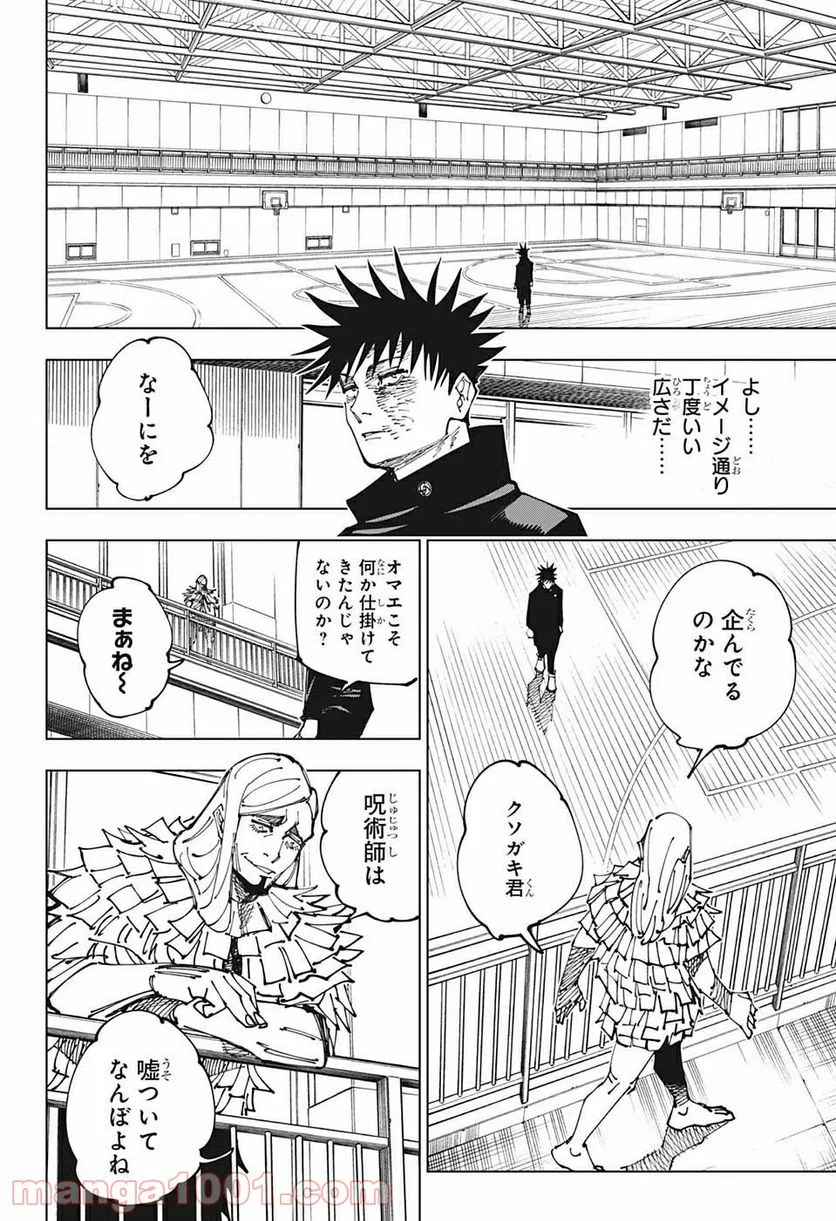 よし……
イメージ通り
丁度いい
広さだ……
なーにを
企んでる
のかな
クソガキ君
オマエこそ
何か仕掛けて
きたんじゃ
ないのか？
まぁね〜
呪術師は
嘘ついて
なんぼよね
manga1001.com